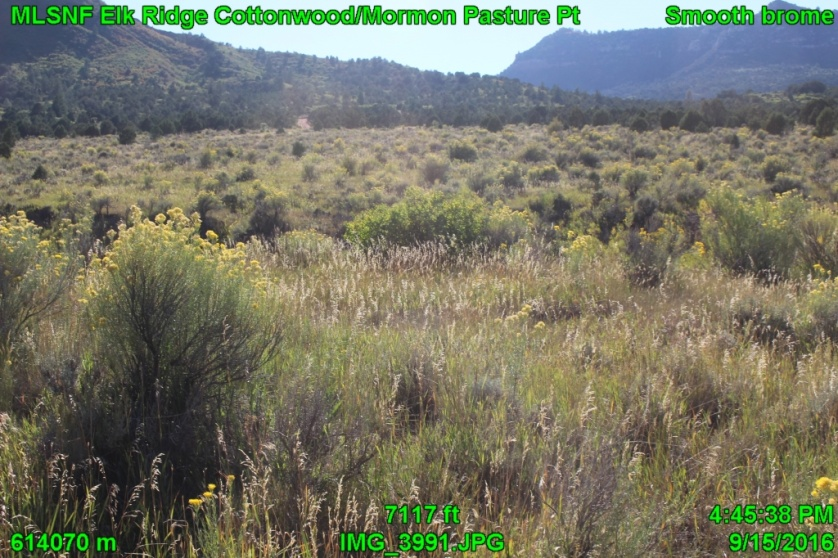 MLSNF Elk Ridge Cottonwood/Mormon Pasture Pt Smooth brome
7117 ft 4:45:38 PM
614070 m IMG_3991.JPG 9/15/2016